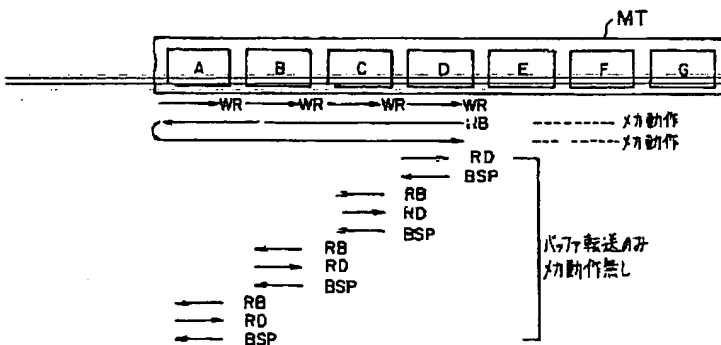 MT
A B C D E F G
WR WR WR WR
RB メカ動作
メカ動作
RD
BSP
RB
RD
BSP
バッファ転送のみ
メカ動作無し
RB
RD
BSP
RB
RD
BSP